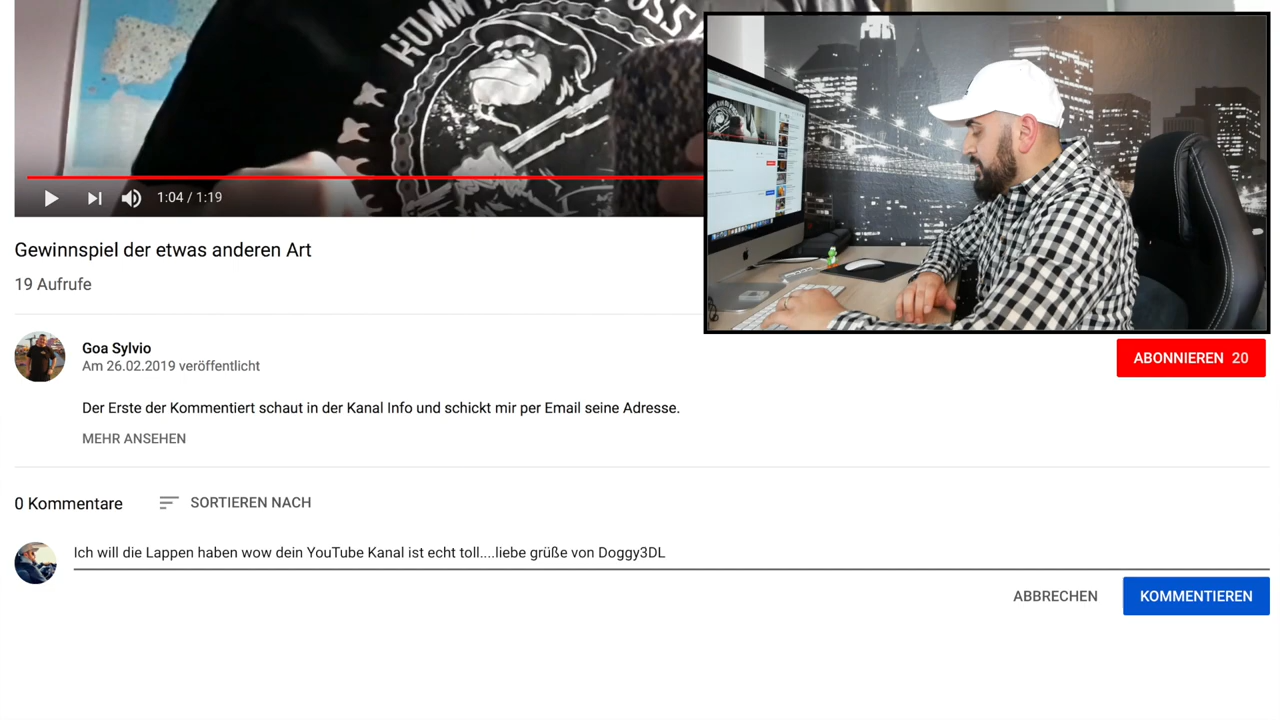 KOMM
1:04 / 1:19
Gewinnspiel der etwas anderen Art
19 Aufrufe
Goa Sylvio
Am 26.02.2019 veröffentlicht
ABONNIEREN 20
Der Erste der Kommentiert schaut in der Kanal Info und schickt mir per Email seine Adresse.
MEHR ANSEHEN
0 Kommentare
SORTIEREN NACH
Ich will die Lappen haben wow dein YouTube Kanal ist echt toll....liebe grüße von Doggy3DL
ABBRECHEN
KOMMENTIEREN